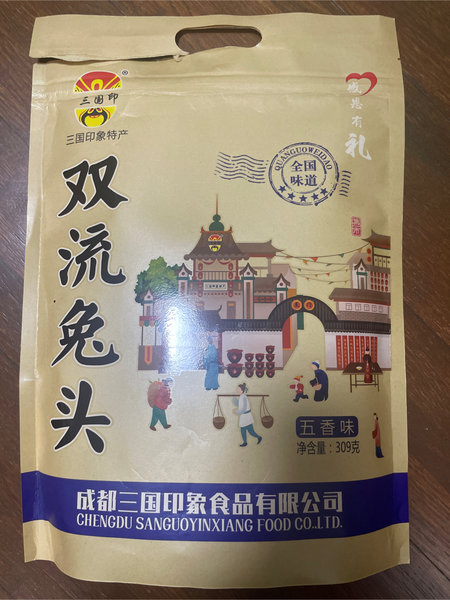 三国印®
三国印象特产
感恩有礼
双流兔头
QUANGUOWEIDAO
全国
味道
五香味
净含量:309克
成都三国印象食品有限公司
CHENGDU SANGUOYINXIANG FOOD CO.,LTD.